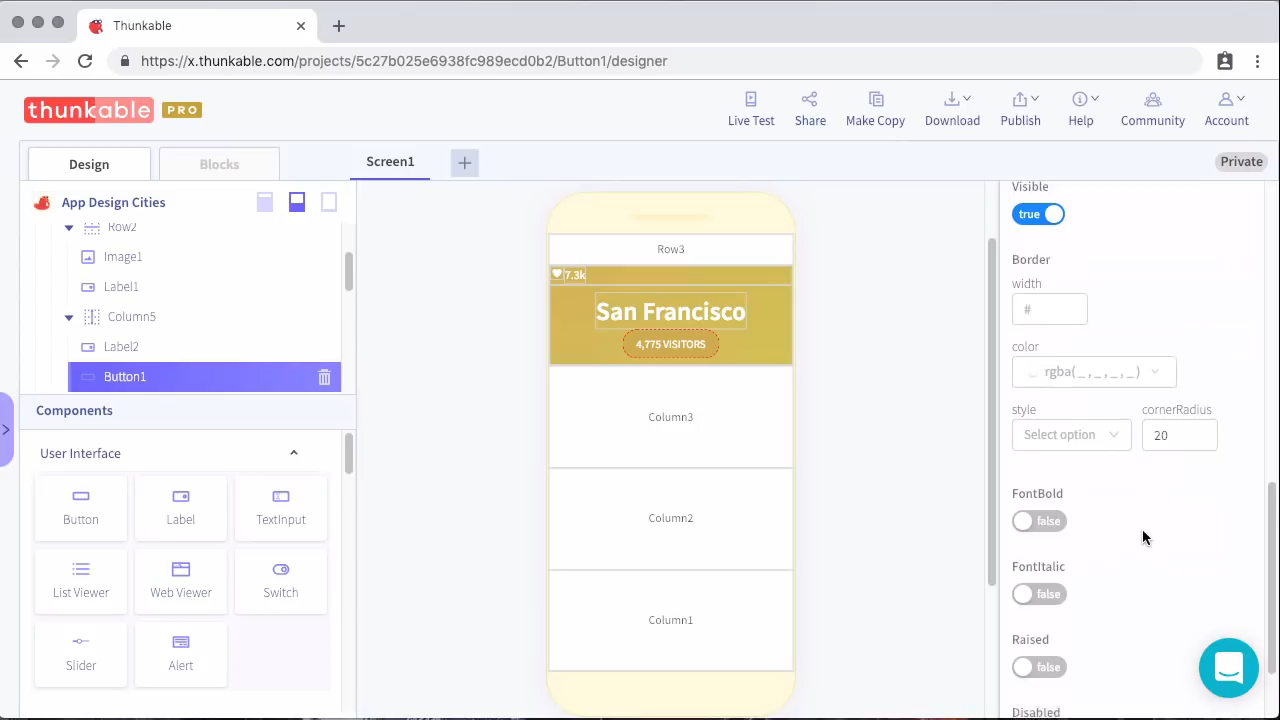 Thunkable
https://x.thunkable.com/projects/5c27b025e6938fc989ecd0b2/Button1/designer
thunkable PRO
Live Test
Share
Make Copy
Download
Publish
Help
Community
Account
Design
Blocks
Screen1
Private
App Design Cities
Row2
Image1
Label1
Column5
Label2
Button1
Components
User Interface
Button
Label
TextInput
List Viewer
Web Viewer
Switch
Slider
Alert
Row3
7.3k
San Francisco
4,775 VISITORS
Column3
Column2
Column1
Visible
true
Border
width
#
color
rgba(_,_,_,_)
style
cornerRadius
Select option
20
FontBold
false
FontItalic
false
Raised
false
Disabled